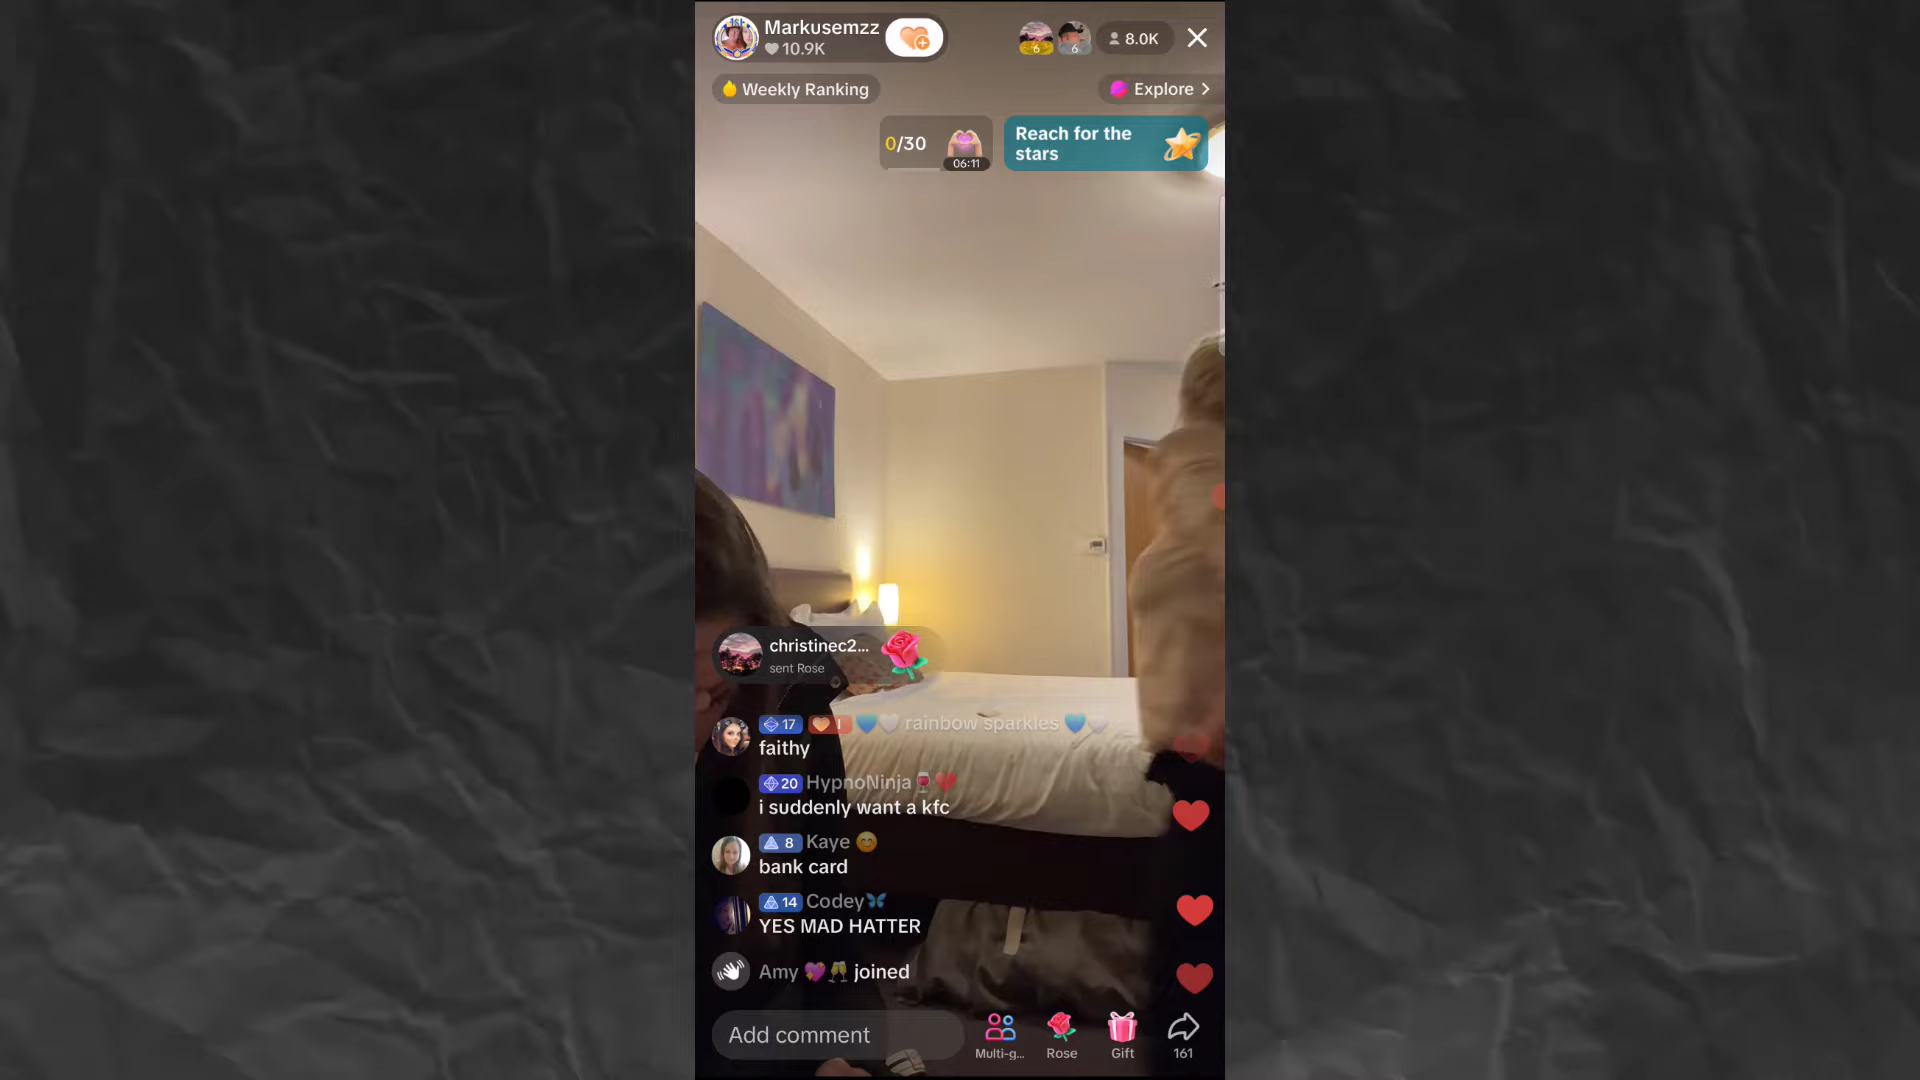 Markusemzz
10.9K
6
6
8.0K
Weekly Ranking
Explore
0/30
06:11
Reach for the
stars
christinec2...
sent Rose
17 I rainbow sparkles
faithy
20 HypnoNinja
i suddenly want a kfc
8 Kaye
bank card
14 Codey
YES MAD HATTER
Amy joined
Add comment
Multi-g...
Rose
Gift
161